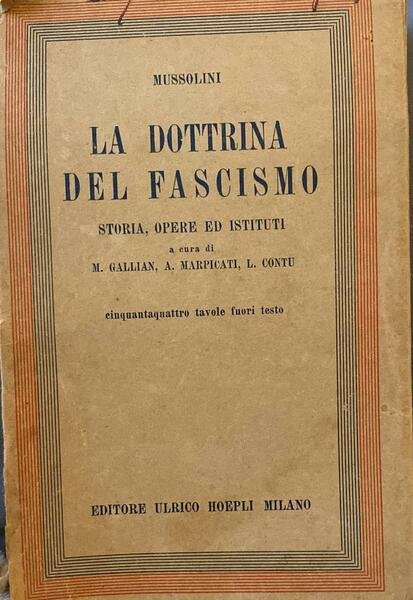 MUSSOLINI
LA DOTTRINA
DEL FASCISMO
STORIA, OPERE ED ISTITUTI
a cura di
M. GALLIAN, A. MARPICATI, L. CONTU
cinquantaquattro tavole fuori testo
EDITORE ULRICO HOEPLI MILANO